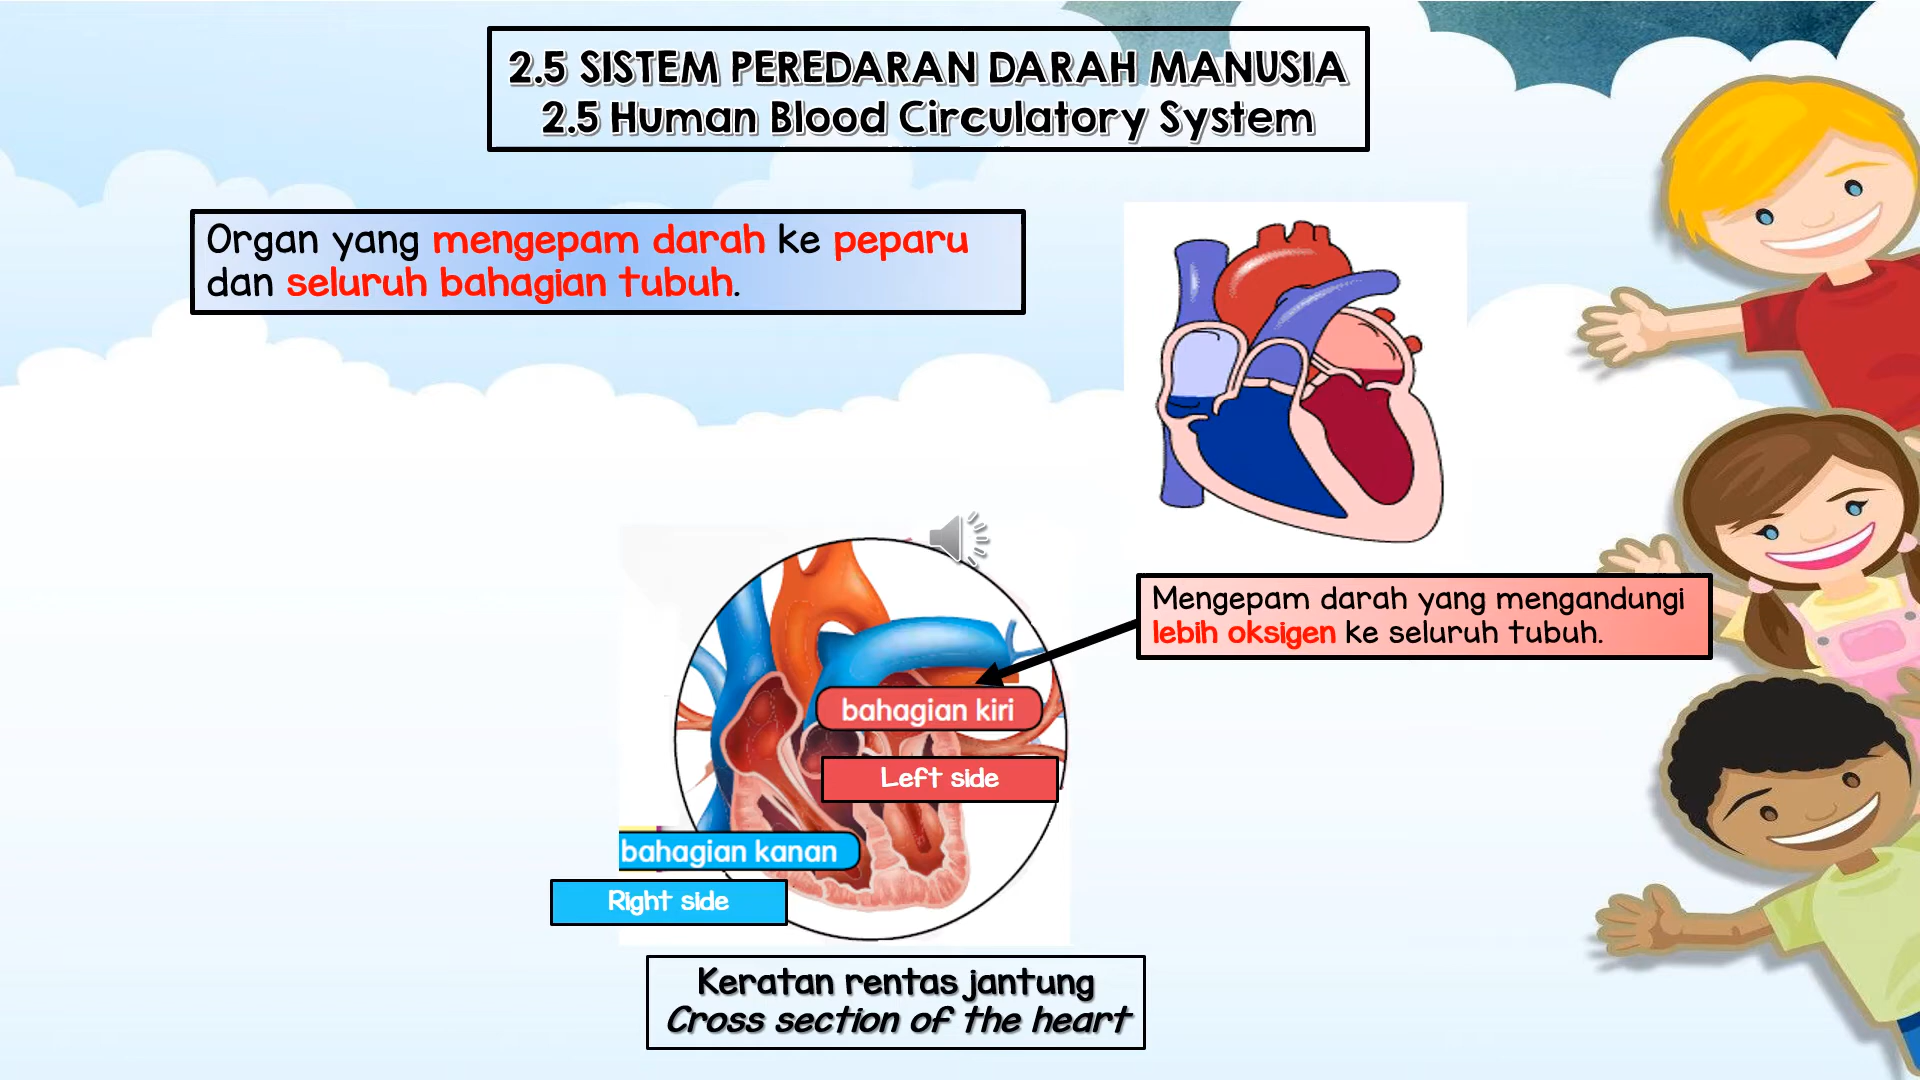 2.5 SISTEM PEREDARAN DARAH MANUSIA
2.5 Human Blood Circulatory System
Organ yang mengepam darah ke peparu
dan seluruh bahagian tubuh.
Mengepam darah yang mengandungi
lebih oksigen ke seluruh tubuh.
bahagian kiri
Left side
bahagian kanan
Right side
Keratan rentas jantung
Cross section of the heart